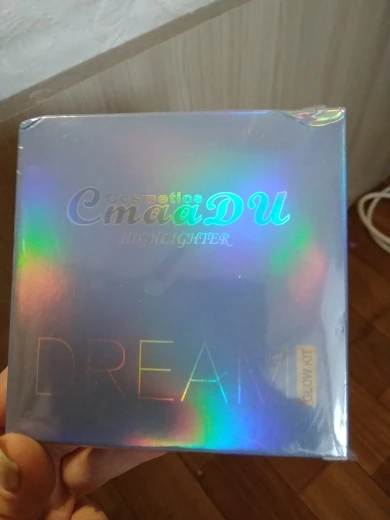 Cosmetics
CmaaDU
HIGHLIGHTER
DREAM
GLOW KIT